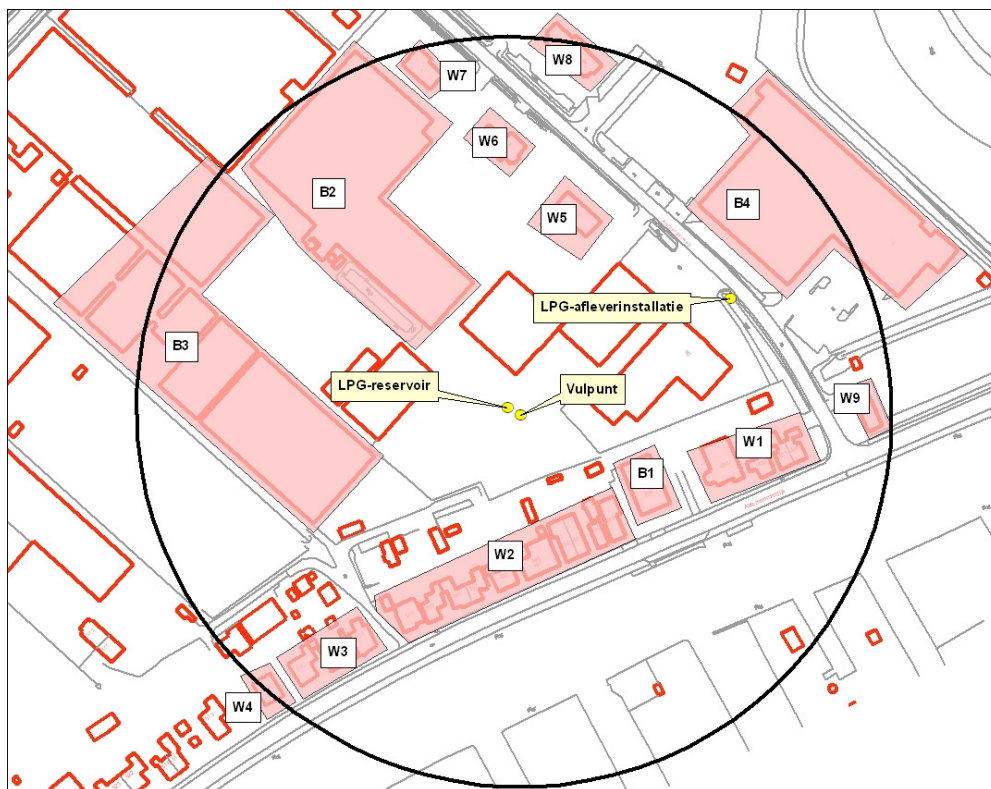 W8
W7
W6
B2
B4
W5
LPG-afleverinstallatie
B3
LPG-reservoir
Vulpunt
W9
W1
B1
W2
W3
W4